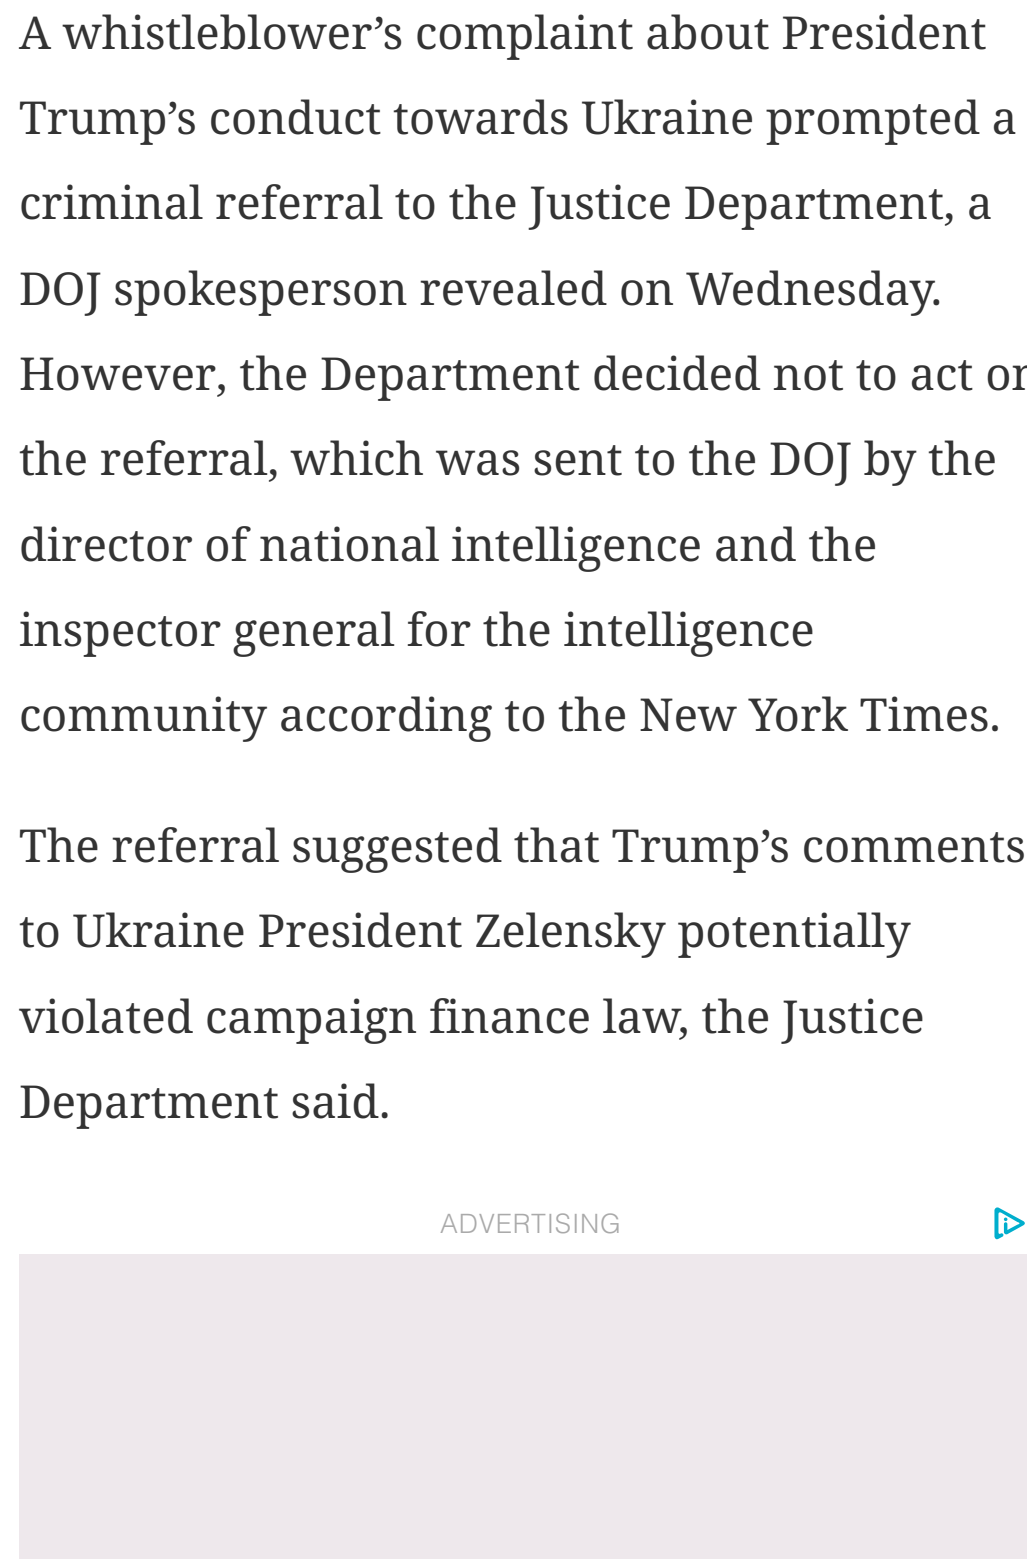 A whistleblower’s complaint about President
Trump’s conduct towards Ukraine prompted a
criminal referral to the Justice Department, a
DOJ spokesperson revealed on Wednesday.
However, the Department decided not to act on
the referral, which was sent to the DOJ by the
director of national intelligence and the
inspector general for the intelligence
community according to the New York Times.
The referral suggested that Trump’s comments
to Ukraine President Zelensky potentially
violated campaign finance law, the Justice
Department said.
ADVERTISING